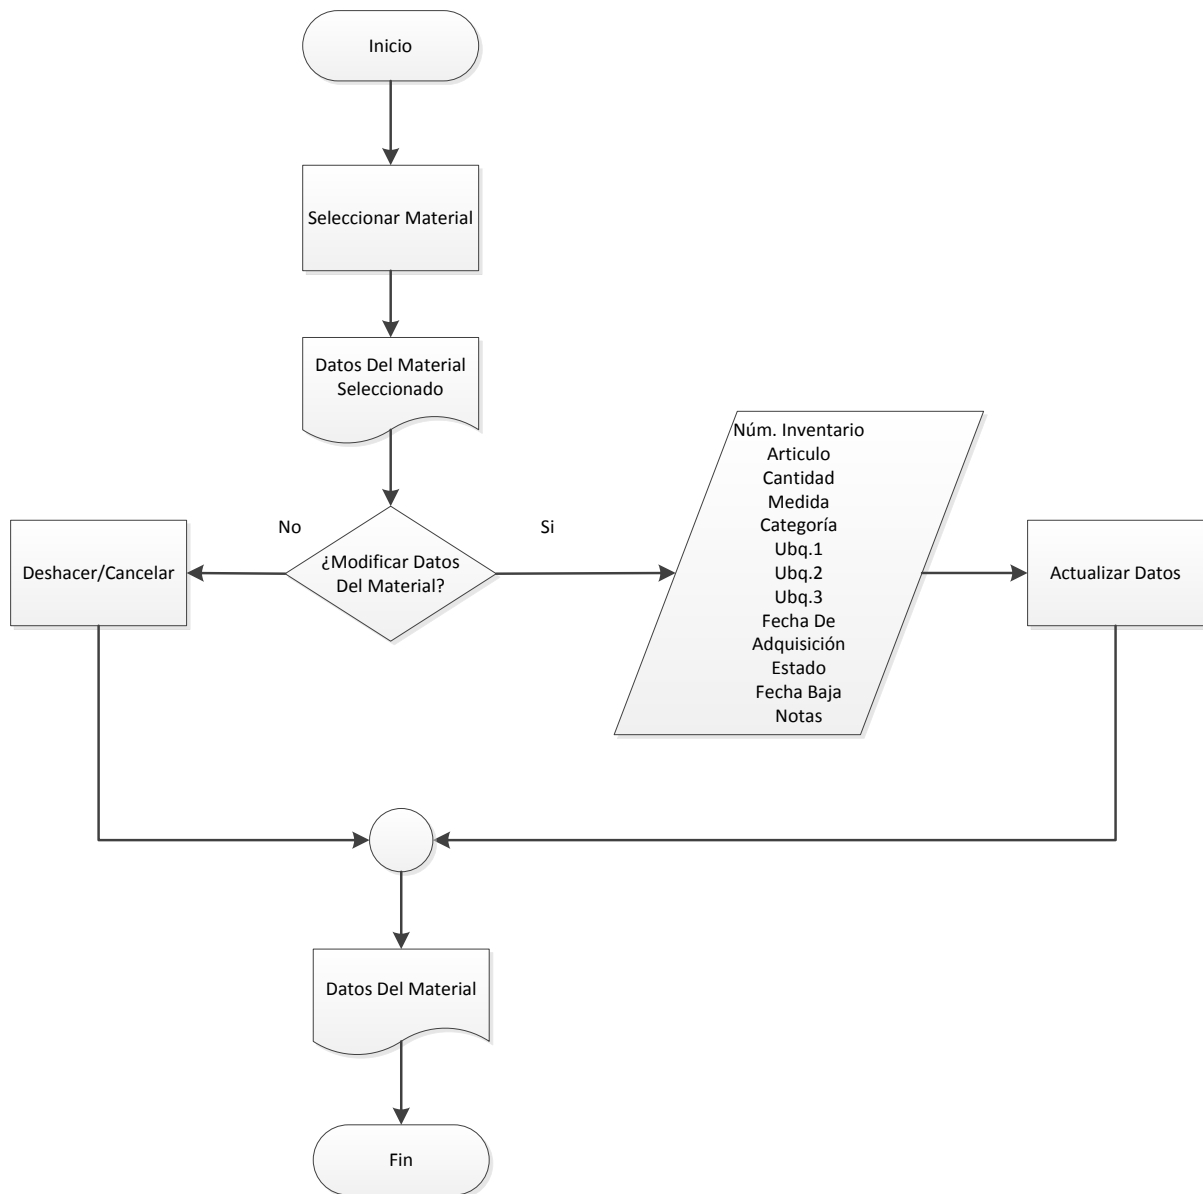 Inicio
Seleccionar Material
Datos Del Material
Seleccionado
No
Si
¿Modificar Datos
Del Material?
Deshacer/Cancelar
Núm. Inventario
Articulo
Cantidad
Medida
Categoría
Ubq.1
Ubq.2
Ubq.3
Fecha De
Adquisición
Estado
Fecha Baja
Notas
Actualizar Datos
Datos Del Material
Fin